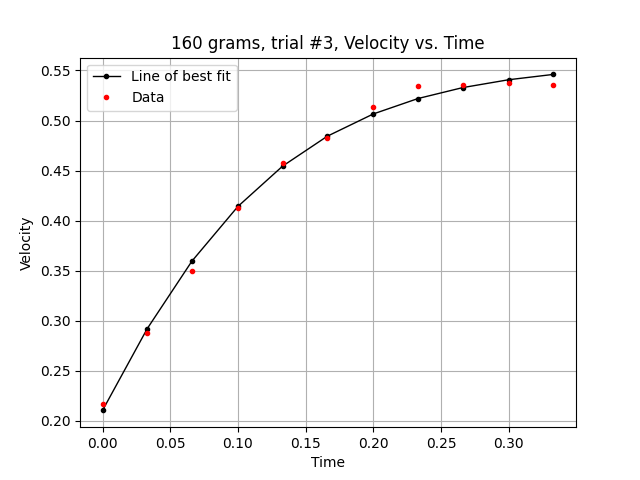 160 grams, trial #3, Velocity vs. Time
Line of best fit
Data
0.55
0.50
0.45
0.40
0.35
0.30
0.25
0.20
Velocity
0.00 0.05 0.10 0.15 0.20 0.25 0.30
Time